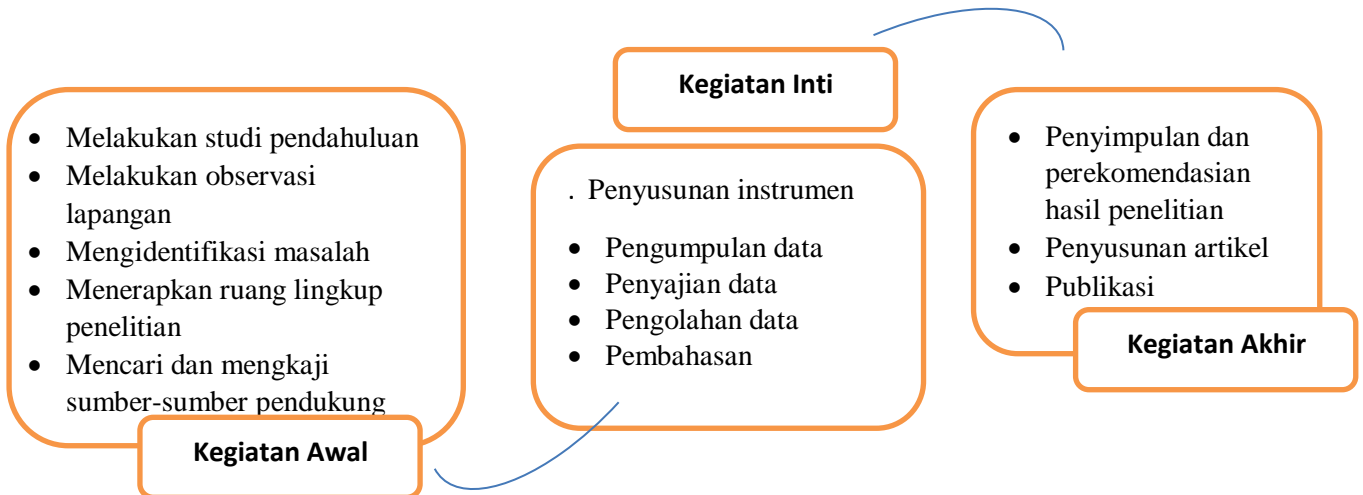 • Melakukan studi pendahuluan
• Melakukan observasi
lapangan
• Mengidentifikasi masalah
• Menerapkan ruang lingkup
penelitian
• Mencari dan mengkaji
sumber-sumber pendukung
Kegiatan Awal
Kegiatan Inti
. Penyusunan instrumen
• Pengumpulan data
• Penyajian data
• Pengolahan data
• Pembahasan
• Penyimpulan dan
perekomendasian
hasil penelitian
• Penyusunan artikel
• Publikasi
Kegiatan Akhir